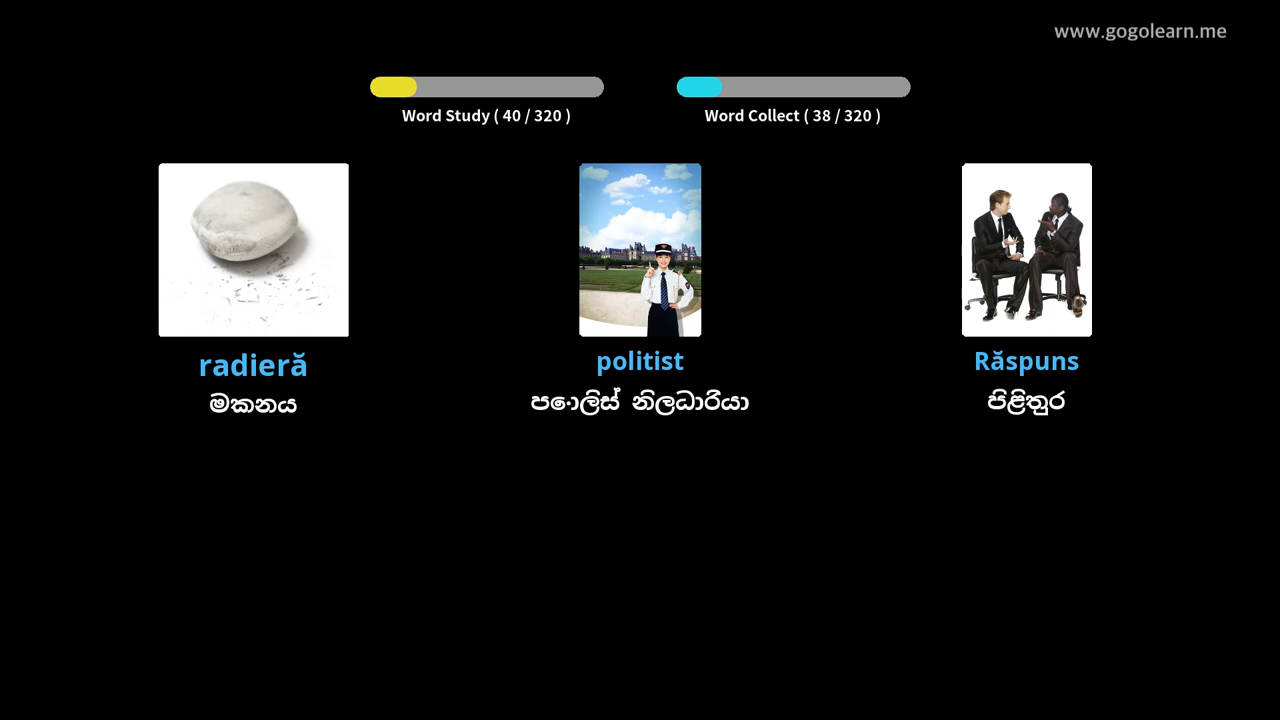 www.gogolearn.me
Word Study ( 40 / 320 )
Word Collect ( 38 / 320 )
radieră
politist
Răspuns
මකනය
පොලිස් නිලධාරියා
පිළිතුර